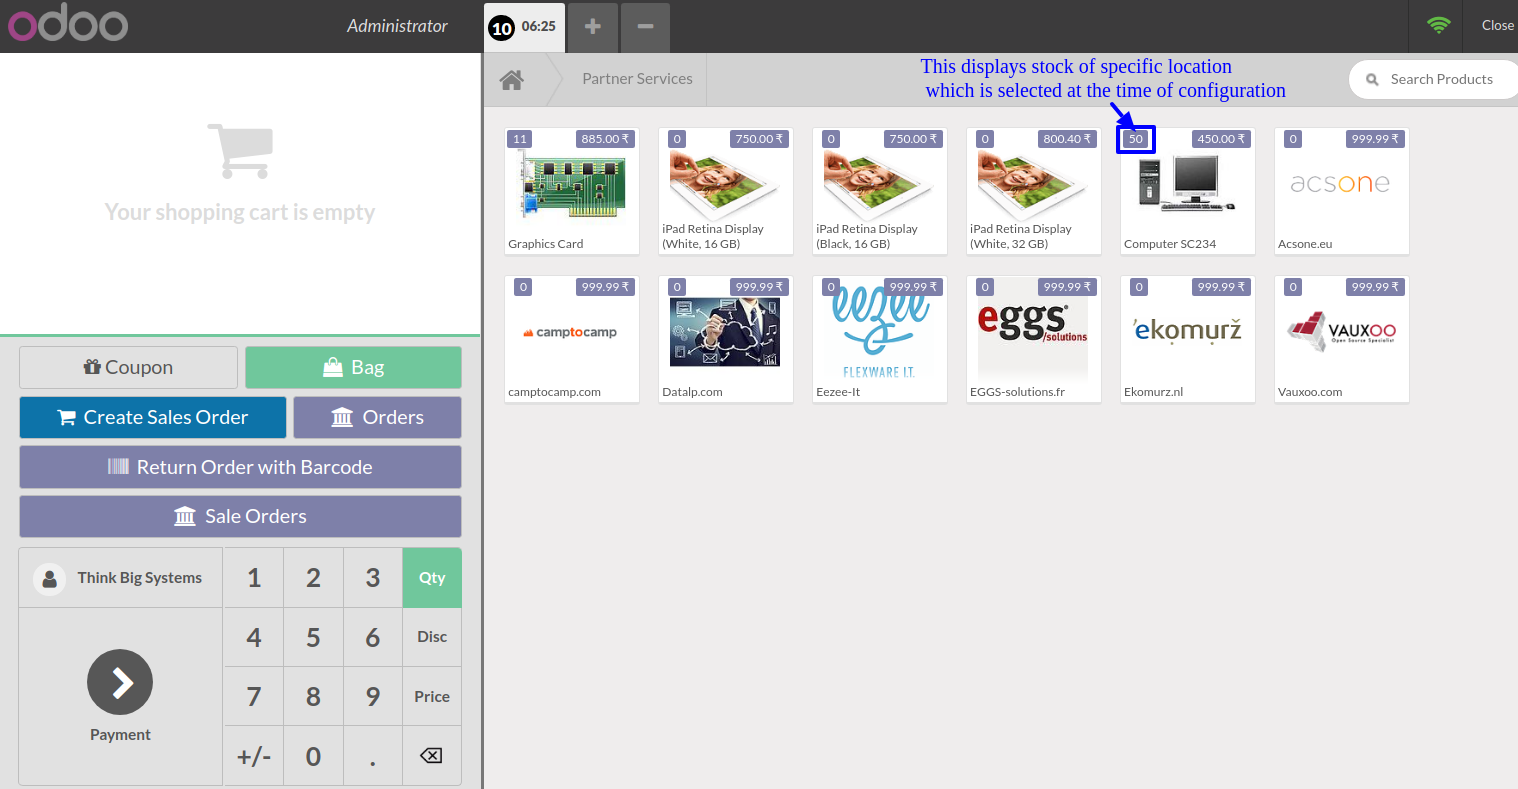 odoo
Administrator
10 06:25
+
−
Close
Partner Services
This displays stock of specific location
which is selected at the time of configuration
Search Products
Your shopping cart is empty
11 885.00 ₹
Graphics Card
0 750.00 ₹
iPad Retina Display
(White, 16 GB)
0 750.00 ₹
iPad Retina Display
(Black, 16 GB)
0 800.40 ₹
iPad Retina Display
(White, 32 GB)
50 450.00 ₹
Computer SC234
0 999.99 ₹
acsone
Acsone.eu
0 999.99 ₹
camptocamp
camptocamp.com
0 999.99 ₹
Datalp.com
0 999.99 ₹
eezee
FLEXWARE I.T.
Eezee-It
0 999.99 ₹
eggs
/solutions
EGGS-solutions.fr
0 999.99 ₹
'ekomurž
Ekomurz.nl
0 999.99 ₹
VAUXOO
Open Source Specialist
Vauxoo.com
Coupon
Bag
Create Sales Order
Orders
Return Order with Barcode
Sale Orders
Think Big Systems
1 2 3 Qty
4 5 6 Disc
7 8 9 Price
+/- 0 .
Payment